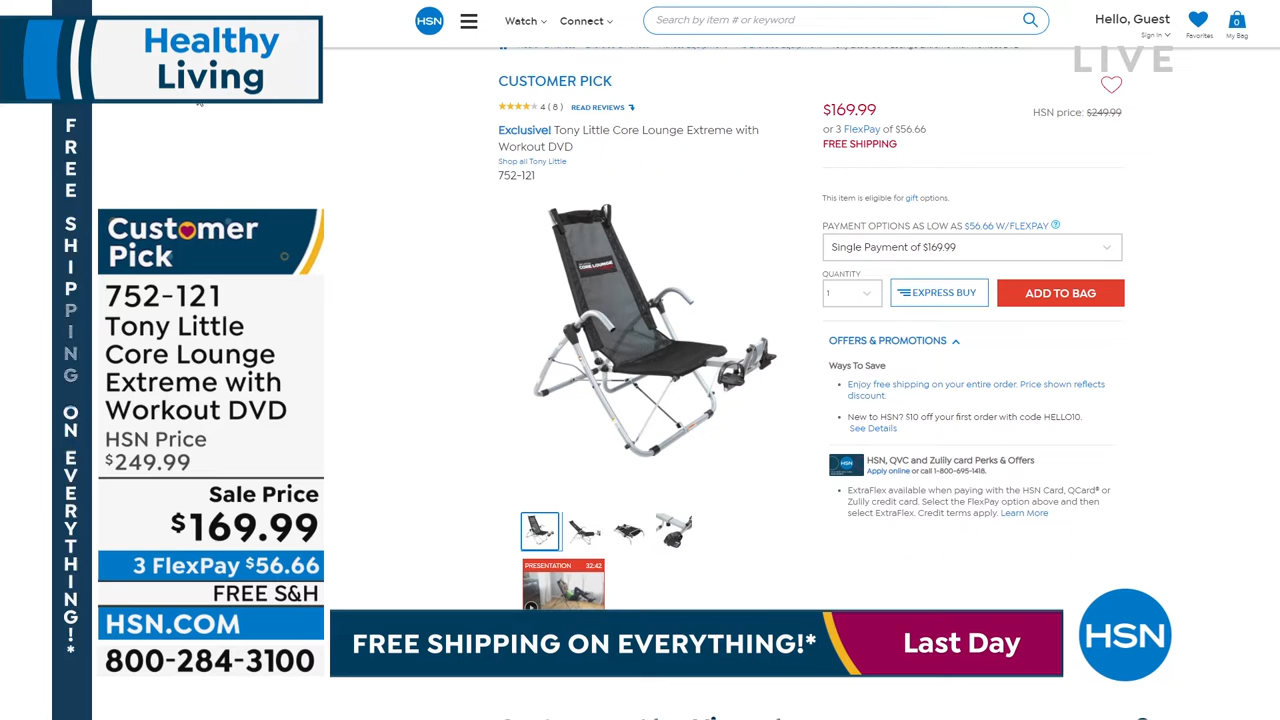 Healthy
Living
FREE SHIPPING ON EVERYTHING!*
Customer
Pick
752-121
Tony Little
Core Lounge
Extreme with
Workout DVD
HSN Price
$249.99
Sale Price
$169.99
3 FlexPay $56.66
FREE S&H
HSN.COM
800-284-3100
HSN
Watch
Connect
Search by item # or keyword
Hello, Guest
Sign in
Favorites
0
My Bag
LIVE
CUSTOMER PICK
4 ( 8 ) READ REVIEWS
Exclusive! Tony Little Core Lounge Extreme with
Workout DVD
Shop all Tony Little
752-121
CORE LOUNGE
PRESENTATION 32:42
$169.99
HSN price: $249.99
or 3 FlexPay of $56.66
FREE SHIPPING
This item is eligible for gift options.
PAYMENT OPTIONS AS LOW AS $56.66 W/FLEXPAY ?
Single Payment of $169.99
QUANTITY
1
EXPRESS BUY
ADD TO BAG
OFFERS & PROMOTIONS
Ways To Save
• Enjoy free shipping on your entire order. Price shown reflects
discount.
• New to HSN? $10 off your first order with code HELLO10.
See Details
HSN
HSN, QVC and Zulily card Perks & Offers
Apply online or call 1-800-695-1418.
• ExtraFlex available when paying with the HSN Card, QCard® or
Zulily credit card. Select the FlexPay option above and then
select ExtraFlex. Credit terms apply. Learn More
FREE SHIPPING ON EVERYTHING!*
Last Day
HSN